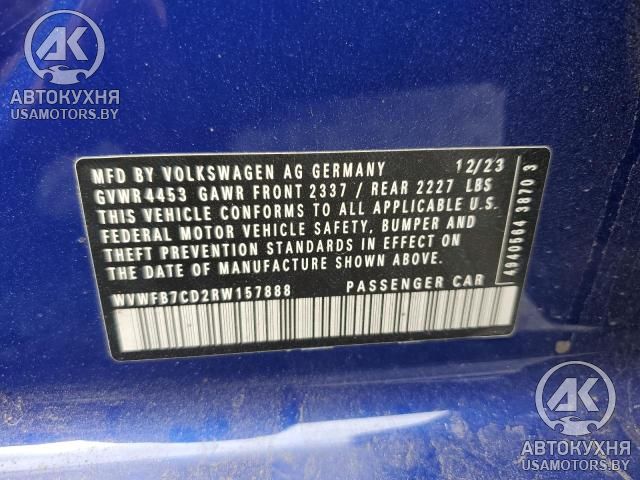 АК
АВТОКУХНЯ
USAMOTORS.BY
MFD BY VOLKSWAGEN AG GERMANY 12/23
GVWR 4453 GAWR FRONT 2337 / REAR 2227 LBS
THIS VEHICLE CONFORMS TO ALL APPLICABLE U.S.
FEDERAL MOTOR VEHICLE SAFETY, BUMPER AND
THEFT PREVENTION STANDARDS IN EFFECT ON
THE DATE OF MANUFACTURE SHOWN ABOVE.
WVWFB7CD2RW157888 PASSENGER CAR
4940584 3870 3
АК
АВТОКУХНЯ
USAMOTORS.BY